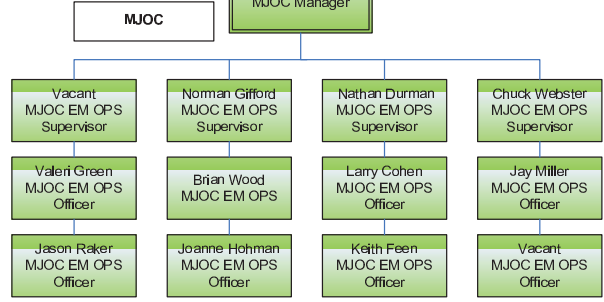 MJOC
MJOC Manager
Vacant
MJOC EM OPS
Supervisor
Norman Gifford
MJOC EM OPS
Supervisor
Nathan Durman
MJOC EM OPS
Supervisor
Chuck Webster
MJOC EM OPS
Supervisor
Valeri Green
MJOC EM OPS
Officer
Brian Wood
MJOC EM OPS
Larry Cohen
MJOC EM OPS
Officer
Jay Miller
MJOC EM OPS
Officer
Jason Raker
MJOC EM OPS
Officer
Joanne Hohman
MJOC EM OPS
Officer
Keith Feen
MJOC EM OPS
Officer
Vacant
MJOC EM OPS
Officer